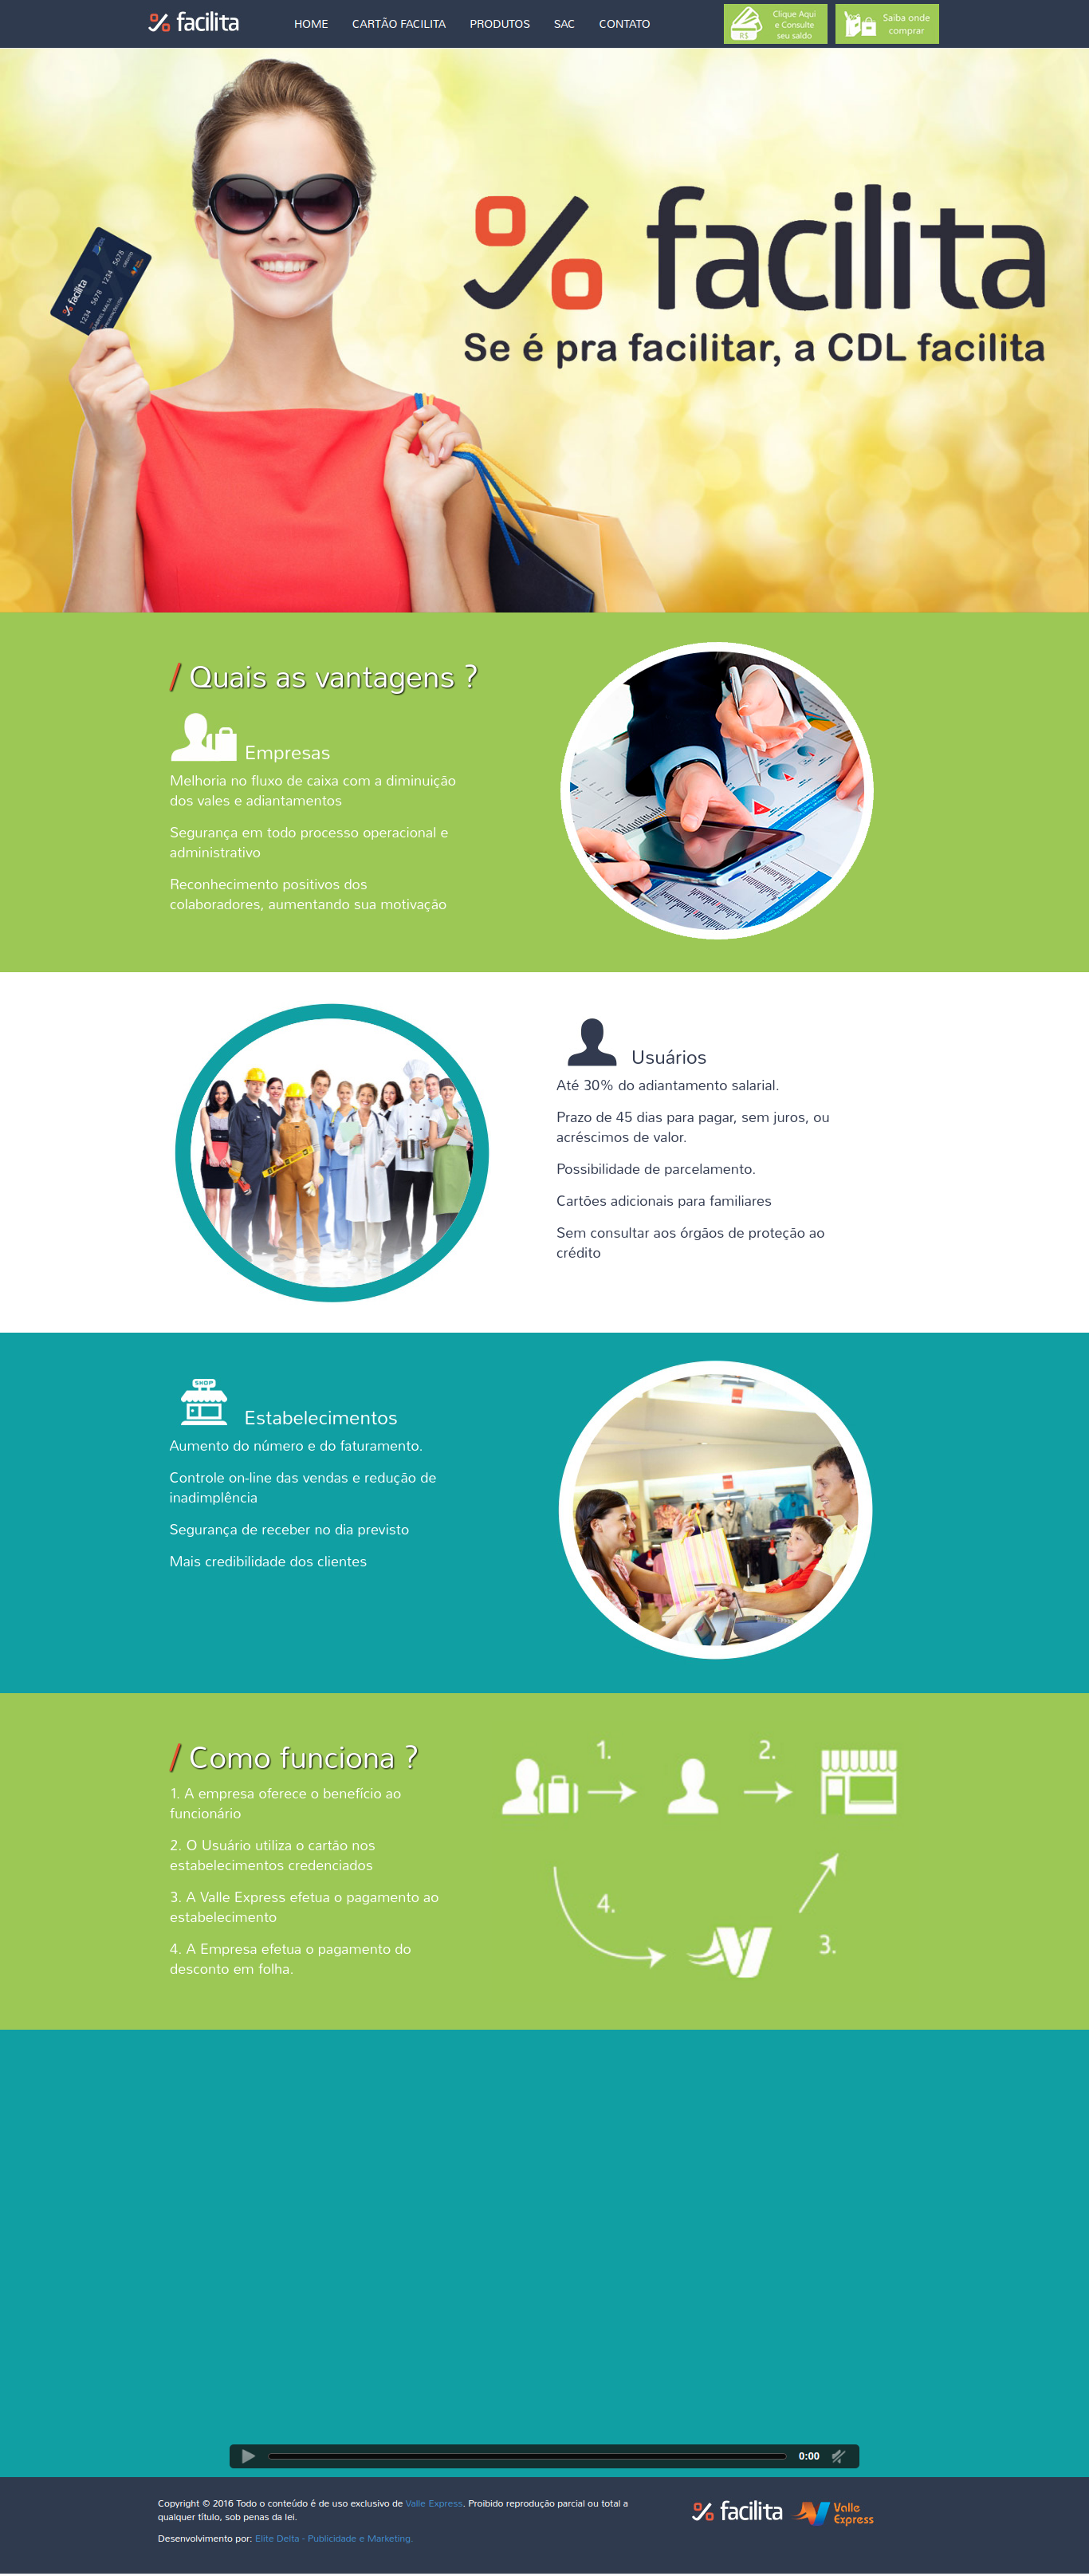 facilita
HOME
CARTÃO FACILITA
PRODUTOS
SAC
CONTATO
Clique Aqui
e Consulte
seu saldo
R$
Saiba onde
comprar
facilita
1234 5678 1234 5678
facilita
Se é pra facilitar, a CDL facilita
/ Quais as vantagens ?
Empresas
Melhoria no fluxo de caixa com a diminuição
dos vales e adiantamentos
Segurança em todo processo operacional e
administrativo
Reconhecimento positivos dos
colaboradores, aumentando sua motivação
Usuários
Até 30% do adiantamento salarial.
Prazo de 45 dias para pagar, sem juros, ou
acréscimos de valor.
Possibilidade de parcelamento.
Cartões adicionais para familiares
Sem consultar aos órgãos de proteção ao
crédito
SHOP
Estabelecimentos
Aumento do número e do faturamento.
Controle on-line das vendas e redução de
inadimplência
Segurança de receber no dia previsto
Mais credibilidade dos clientes
/ Como funciona ?
1. A empresa oferece o benefício ao
funcionário
2. O Usuário utiliza o cartão nos
estabelecimentos credenciados
3. A Valle Express efetua o pagamento ao
estabelecimento
4. A Empresa efetua o pagamento do
desconto em folha.
1.
2.
4.
3.
0:00
Copyright © 2016 Todo o conteúdo é de uso exclusivo de Valle Express. Proibido reprodução parcial ou total a
qualquer título, sob penas da lei.
Desenvolvimento por: Elite Delta - Publicidade e Marketing.
facilita
Valle
Express